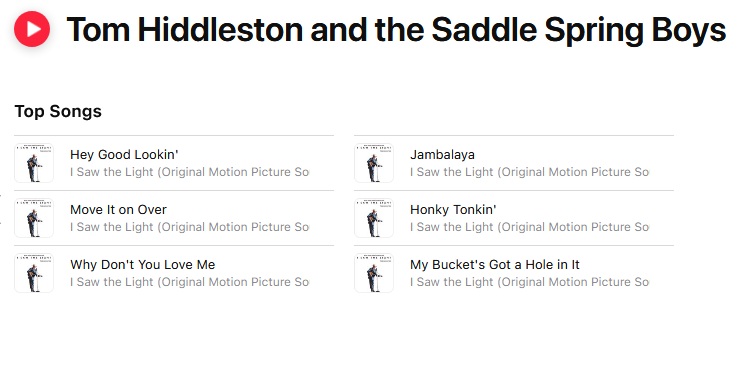 Tom Hiddleston and the Saddle Spring Boys
Top Songs
Hey Good Lookin'
I Saw the Light (Original Motion Picture So
Jambalaya
I Saw the Light (Original Motion Picture So
Move It on Over
I Saw the Light (Original Motion Picture So
Honky Tonkin'
I Saw the Light (Original Motion Picture So
Why Don't You Love Me
I Saw the Light (Original Motion Picture So
My Bucket's Got a Hole in It
I Saw the Light (Original Motion Picture So